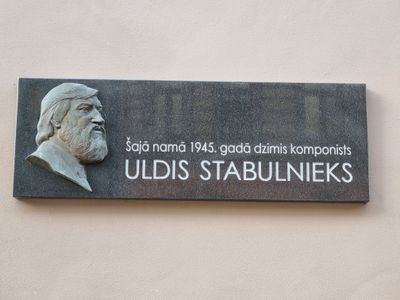 Šajā namā 1945. gadā dzimis komponists
ULDIS STABULNIEKS